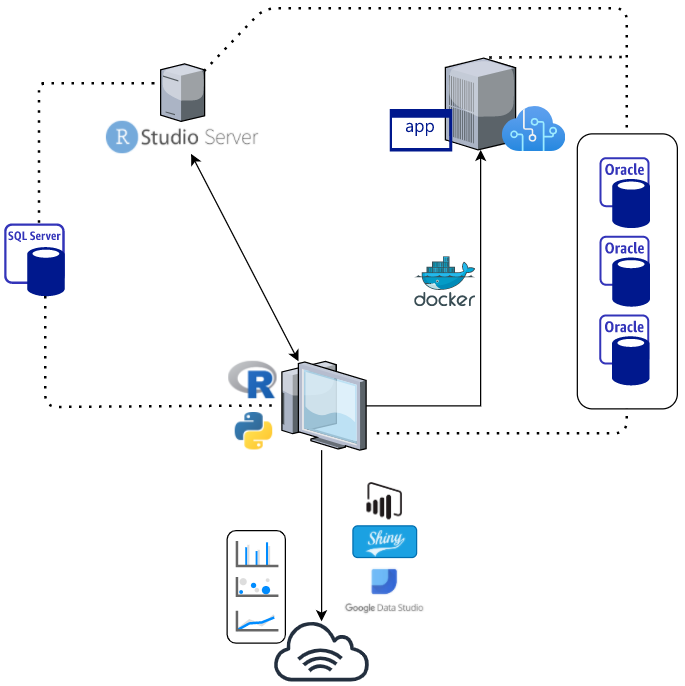 R Studio Server
app
Oracle
SQL Server
Oracle
docker
Oracle
R
Shiny
Google Data Studio